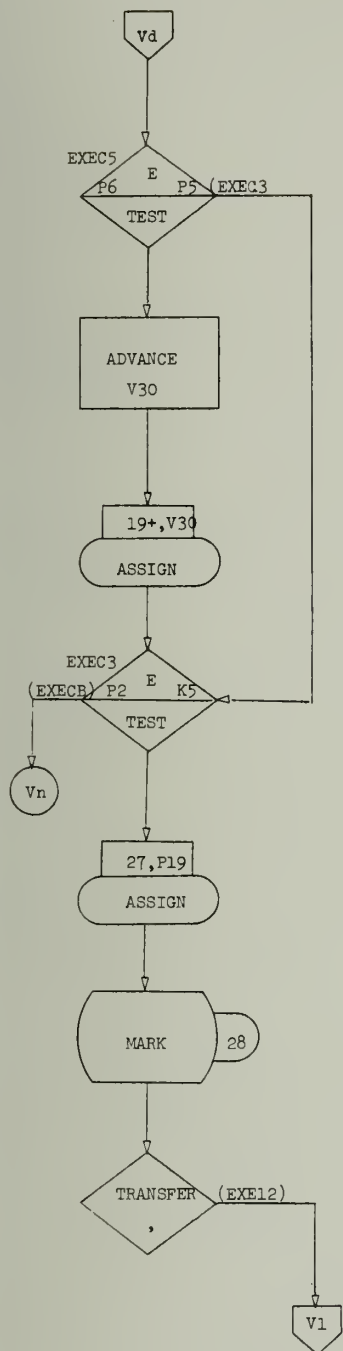 Vd
EXEC5
E
P6 P5 (EXEC3
TEST
ADVANCE
V30
19+,V30
ASSIGN
EXEC3
E
(EXECB) P2 K5
TEST
Vn
27,P19
ASSIGN
MARK 28
TRANSFER (EXE12)
,
V1